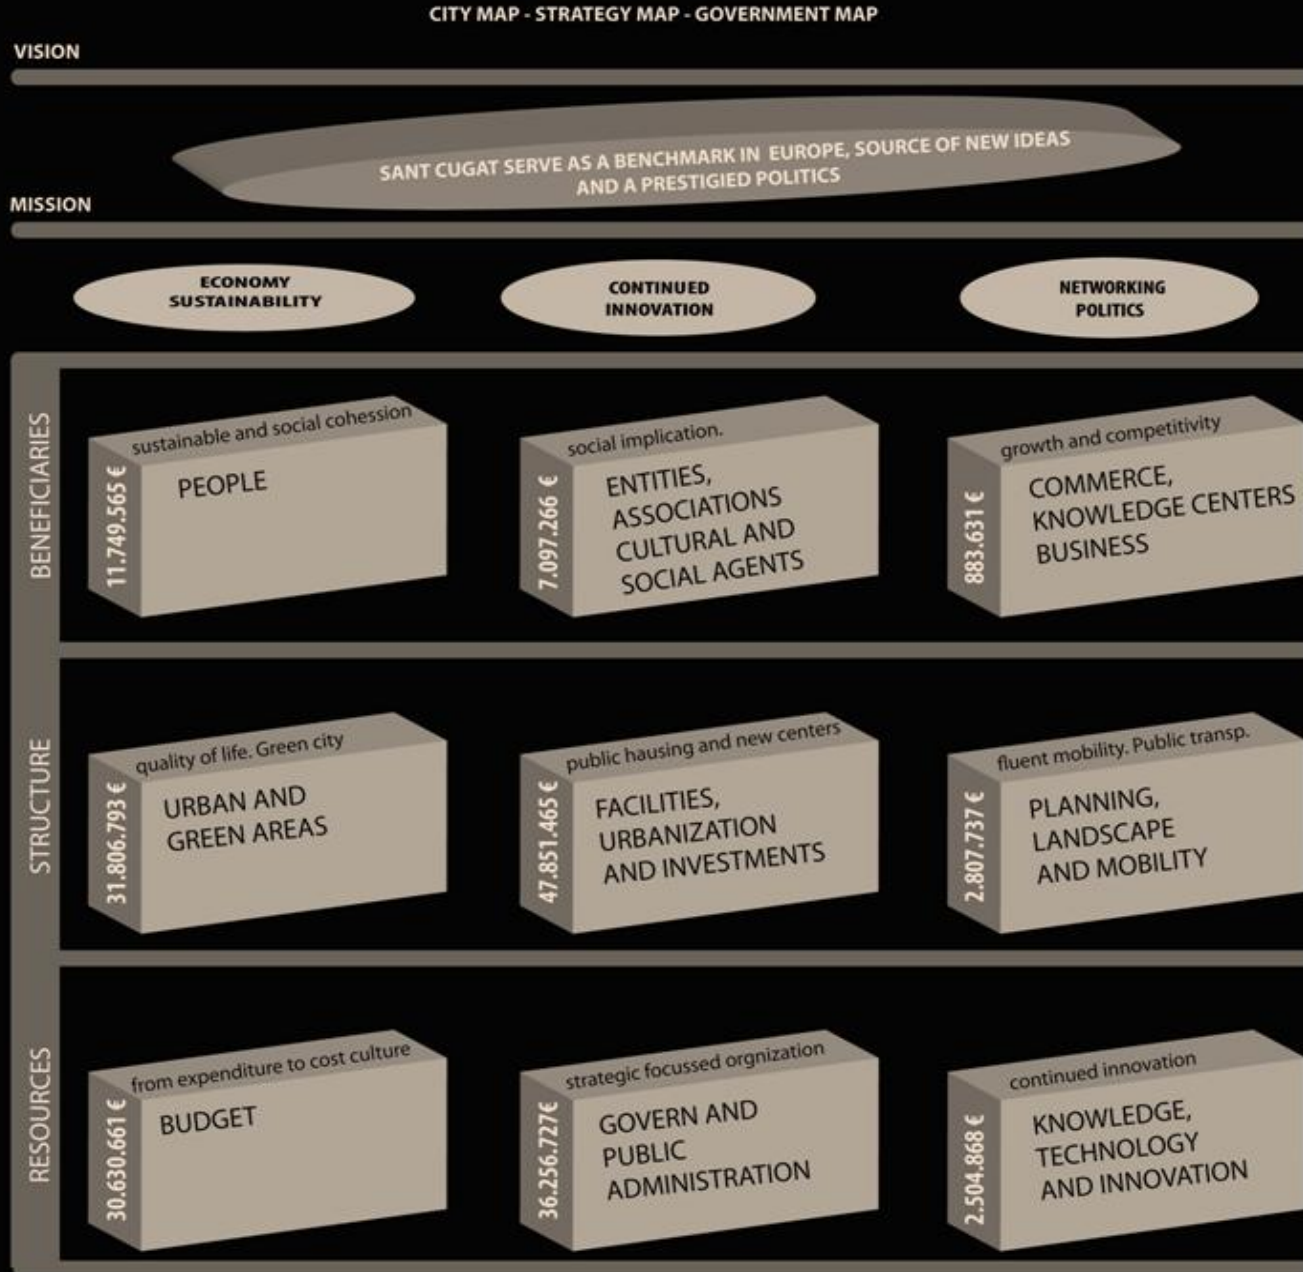 CITY MAP - STRATEGY MAP - GOVERNMENT MAP
VISION
SANT CUGAT SERVE AS A BENCHMARK IN EUROPE, SOURCE OF NEW IDEAS
AND A PRESTIGIED POLITICS
MISSION
ECONOMY
SUSTAINABILITY
CONTINUED
INNOVATION
NETWORKING
POLITICS
BENEFICIARIES
sustainable and social cohession
11.749.565 €
PEOPLE
social implication.
7.097.266 €
ENTITIES,
ASSOCIATIONS
CULTURAL AND
SOCIAL AGENTS
growth and competitivity
883.631 €
COMMERCE,
KNOWLEDGE CENTERS
BUSINESS
STRUCTURE
quality of life. Green city
31.806.793 €
URBAN AND
GREEN AREAS
public hausing and new centers
47.851.465 €
FACILITIES,
URBANIZATION
AND INVESTMENTS
fluent mobility. Public transp.
2.807.737 €
PLANNING,
LANDSCAPE
AND MOBILITY
RESOURCES
from expenditure to cost culture
30.630.661 €
BUDGET
strategic focussed orgnization
36.256.727€
GOVERN AND
PUBLIC
ADMINISTRATION
continued innovation
2.504.868 €
KNOWLEDGE,
TECHNOLOGY
AND INNOVATION